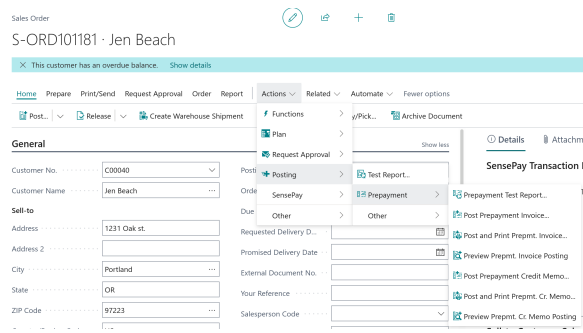 Sales Order
S-ORD101181 · Jen Beach
This customer has an overdue balance. Show details
Home Prepare Print/Send Request Approval Order Report Actions Related Automate Fewer options
Post... Release Create Warehouse Shipment y/Pick... Archive Document
Functions
Plan
Request Approval
Posting
SensePay
Other
Test Report...
Prepayment
Other
Prepayment Test Report...
Post Prepayment Invoice...
Post and Print Prepmt. Invoice...
Preview Prepmt. Invoice Posting
Post Prepayment Credit Memo...
Post and Print Prepmt. Cr. Memo...
Preview Prepmt. Cr. Memo Posting
General
Show less
Customer No. C00040
Customer Name Jen Beach
Sell-to
Address 1231 Oak st.
Address 2
City Portland
State OR
ZIP Code 97223
Posti
Orde
Due
Requested Delivery D...
Promised Delivery Date
External Document No.
Your Reference
Salesperson Code
Details Attachm
SensePay Transaction